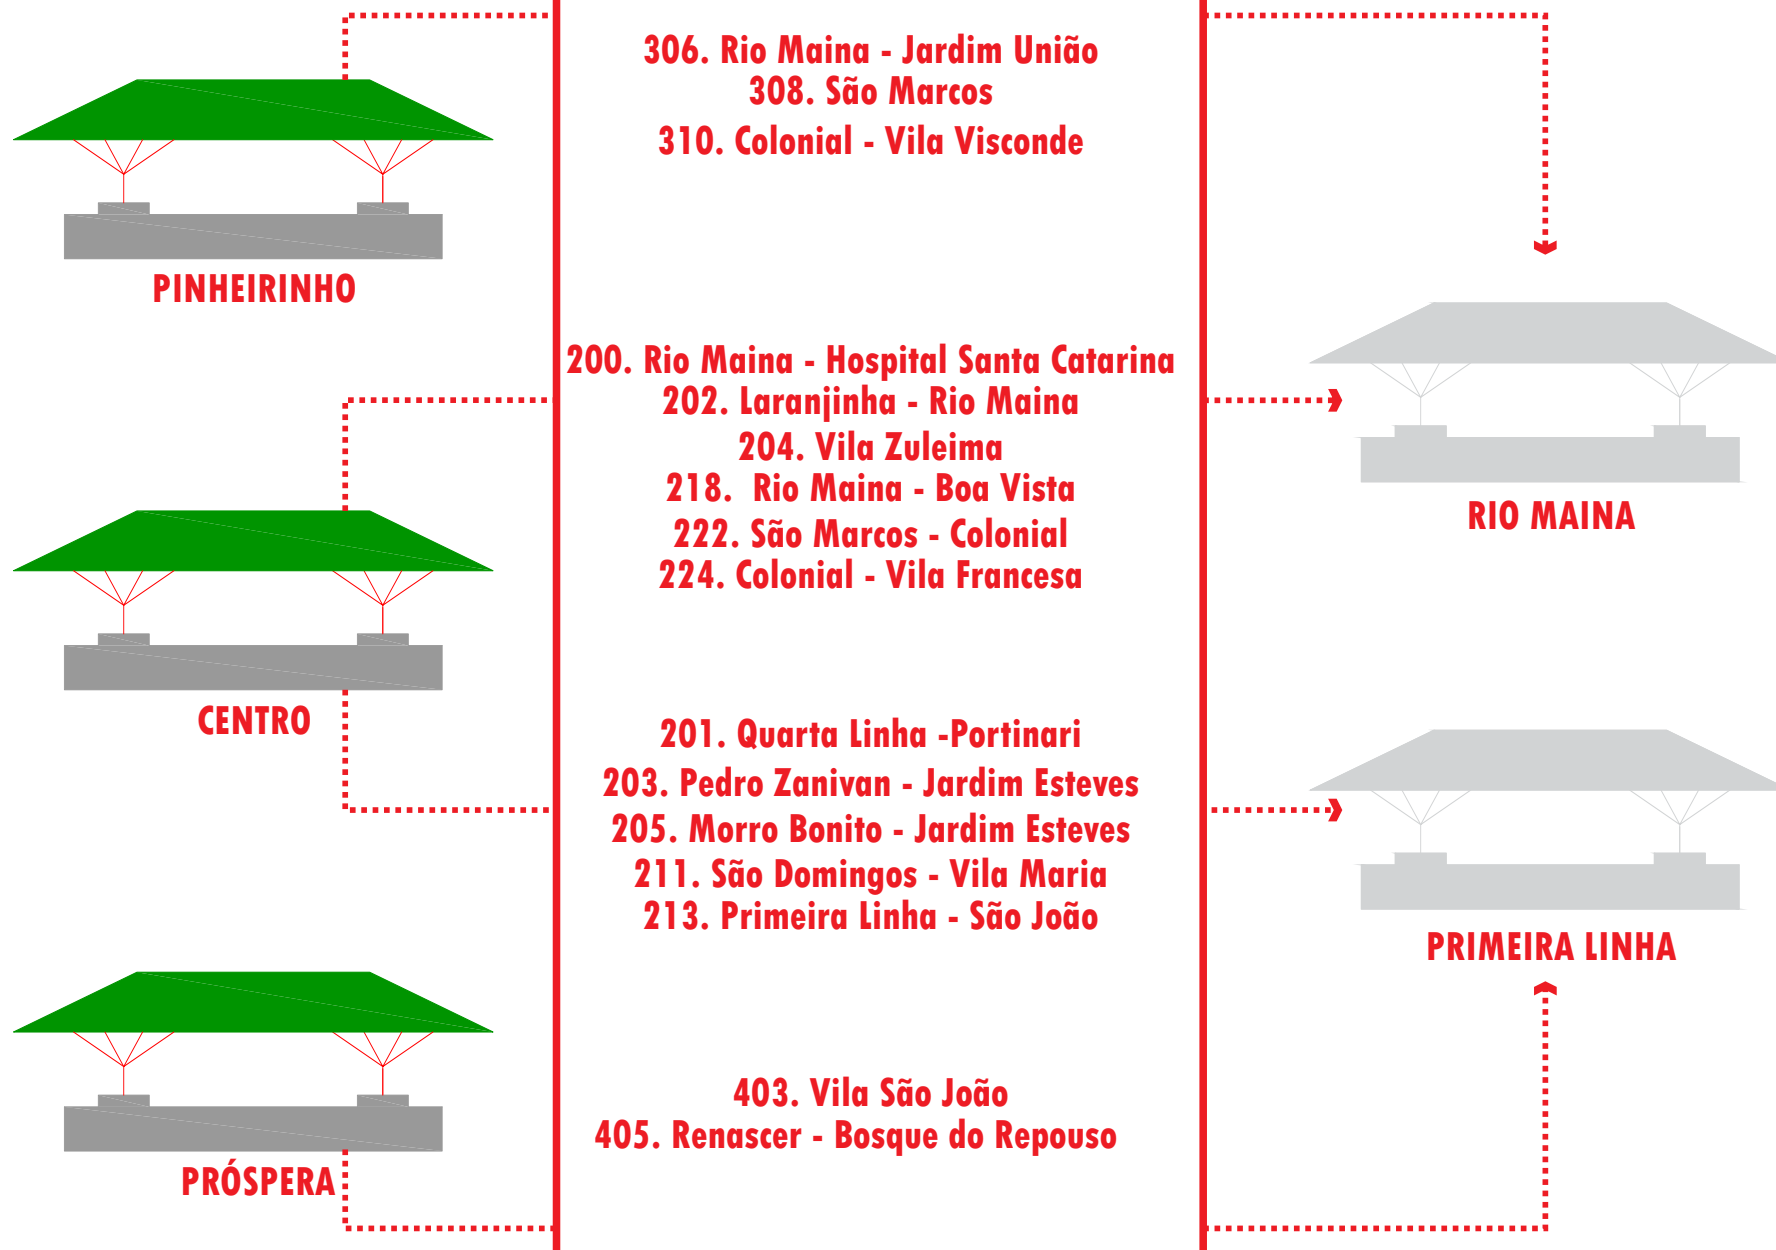 306. Rio Maina - Jardim União
308. São Marcos
310. Colonial - Vila Visconde
PINHEIRINHO
200. Rio Maina - Hospital Santa Catarina
202. Laranjinha - Rio Maina
204. Vila Zuleima
218.  Rio Maina - Boa Vista
222. São Marcos - Colonial
224. Colonial - Vila Francesa
RIO MAINA
CENTRO
201. Quarta Linha -Portinari
203. Pedro Zanivan - Jardim Esteves
205. Morro Bonito - Jardim Esteves
211. São Domingos - Vila Maria
213. Primeira Linha - São João
PRIMEIRA LINHA
403. Vila São João
405. Renascer - Bosque do Repouso
PRÓSPERA